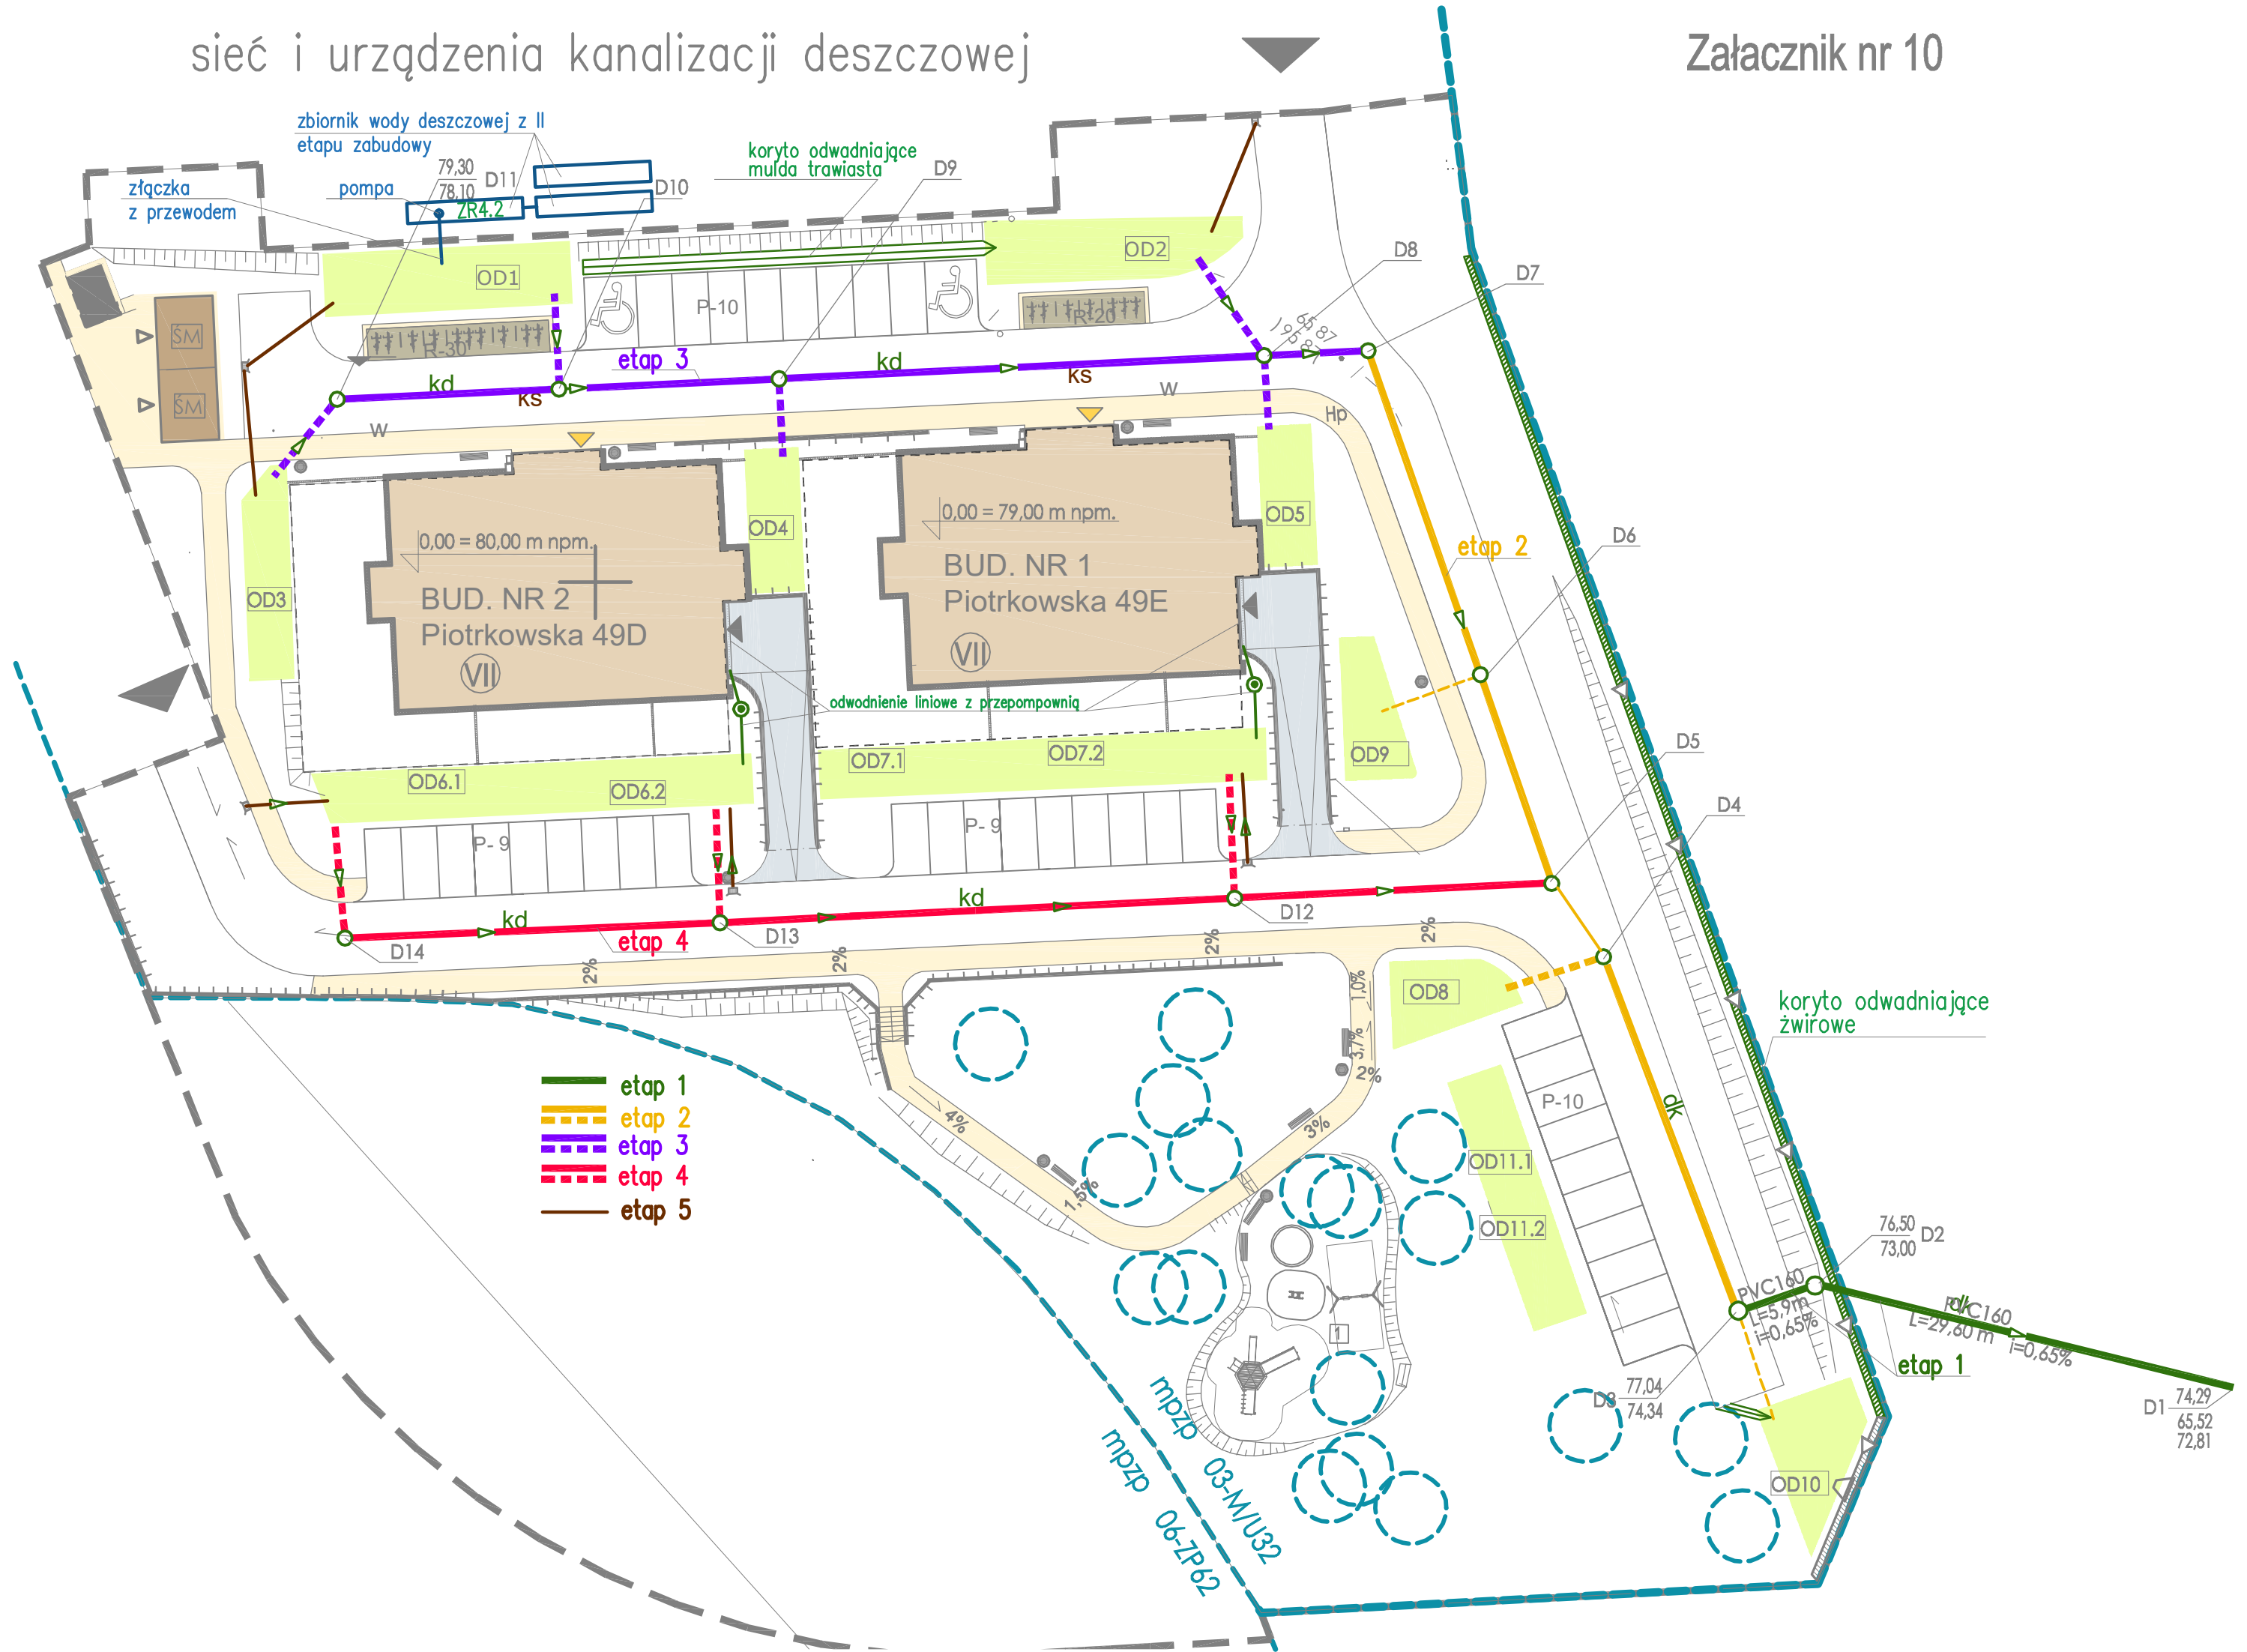 sieć i urządzenia kanalizacji deszczowej
Załacznik nr 10
zbiornik wody deszczowej z II
etapu zabudowy
złączka
z przewodem
pompa
79,30
78,10
D11
ZR4.2
D10
koryto odwadniające
mulda trawiasta
D9
OD1
OD2
D8
D7
P-10
R-30
R-20
65 87
ŚM
ŚM
etap 3
kd
kd
ks
ks
W
W
Hp
OD4
OD5
0,00 = 80,00 m npm.
0,00 = 79,00 m npm.
etap 2
D6
BUD. NR 2
Piotrkowska 49D
VII
BUD. NR 1
Piotrkowska 49E
VII
OD3
odwodnienie liniowe z przepompownią
OD6.1
OD6.2
OD7.1
OD7.2
OD9
D5
D4
P- 9
P- 9
kd
kd
etap 4
D14
D13
D12
2%
2%
2%
2%
OD8
1,0%
3,7%
2%
3%
4%
1,5%
koryto odwadniające
żwirowe
etap 1
etap 2
etap 3
etap 4
etap 5
P-10
dk
OD11.1
OD11.2
76,50
73,00
D2
PVC160
L=5,9m
i=0,65%
PVC160
L=29,60 m
i=0,65%
etap 1
1
D3
77,04
74,34
D1
74,29
65,52
72,81
OD10
mpzp 03-M/U32
mpzp 06-ZP62